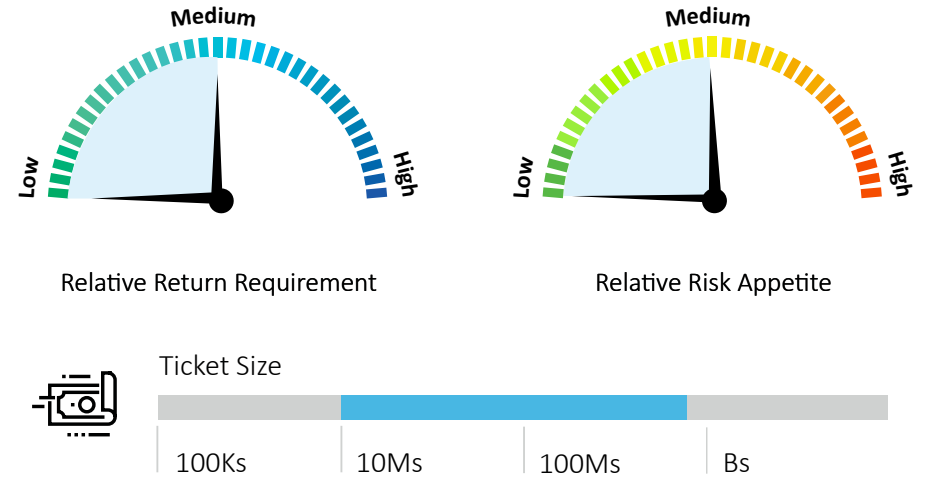 Medium
Low
High
Relative Return Requirement
Medium
Low
High
Relative Risk Appetite
Ticket Size
100Ks
10Ms
100Ms
Bs